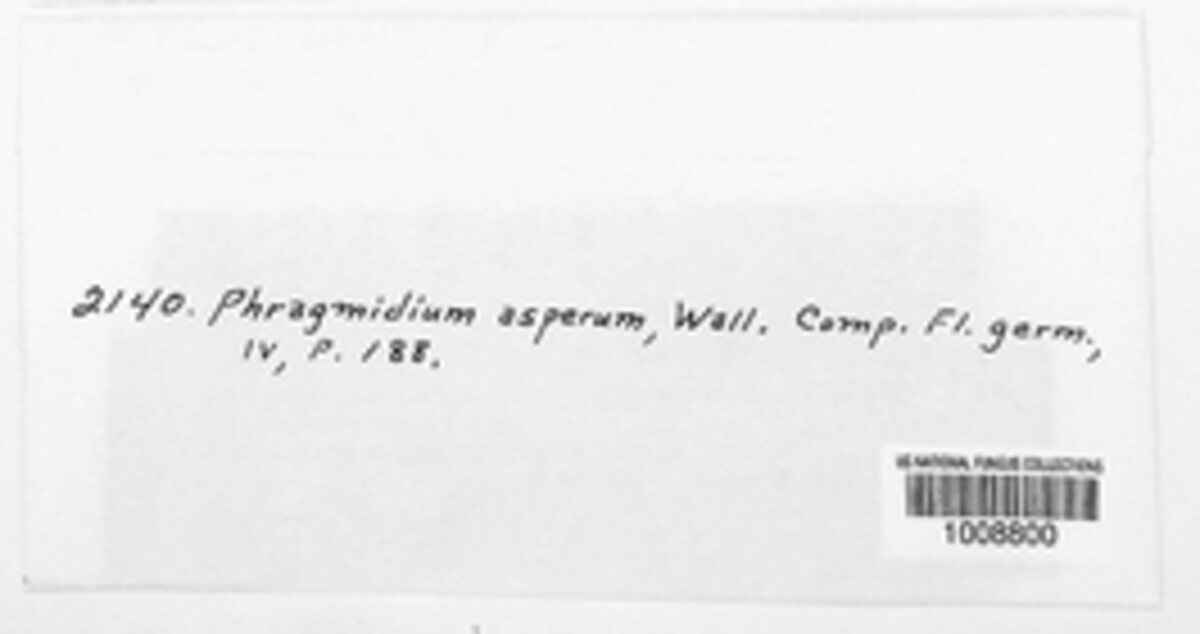 2140. Phragmidium asperum, Wall. Comp. Fl. germ.,
IV, P. 188.
US NATIONAL FUNGUS COLLECTIONS
1008800